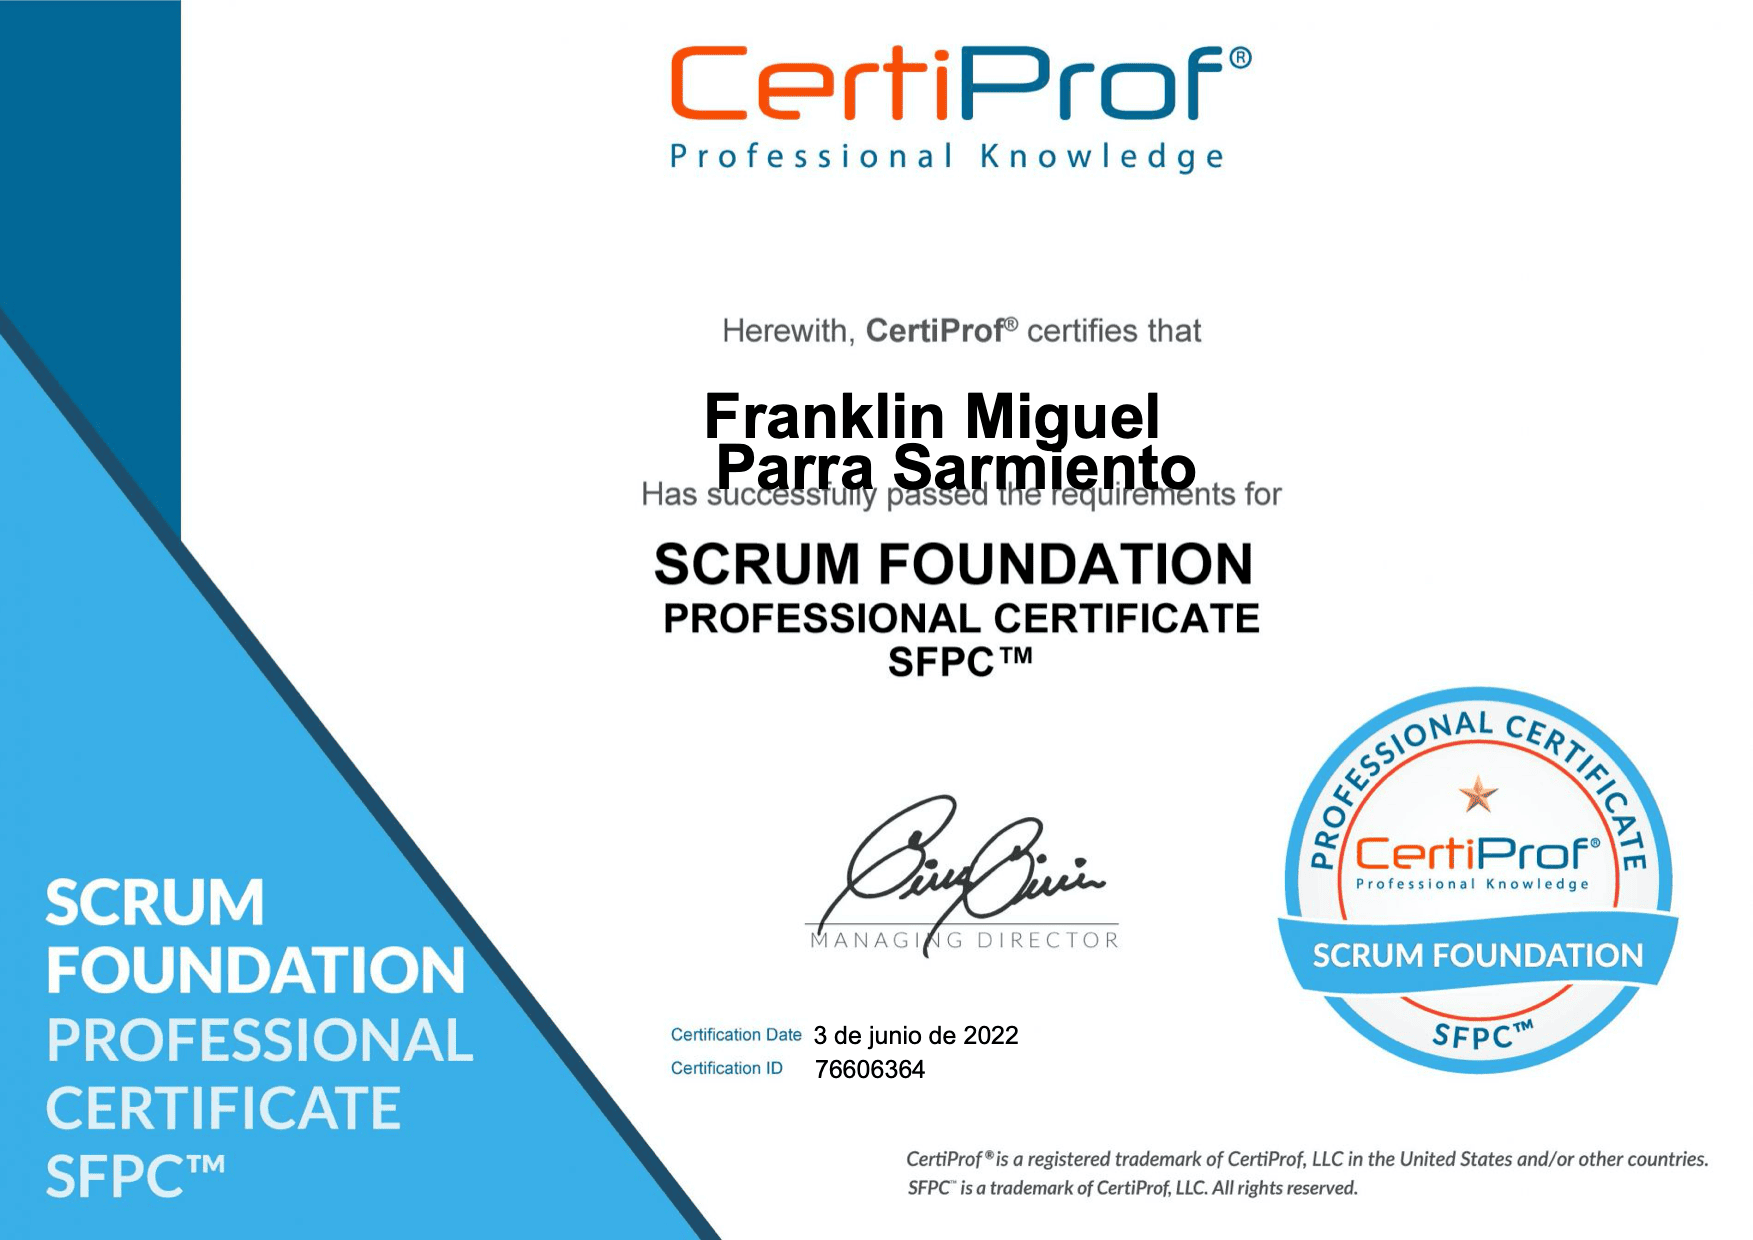 CertiProf®
Professional Knowledge
Herewith, CertiProf® certifies that
Franklin Miguel
Parra Sarmiento
Has successfully passed the requirements for
SCRUM FOUNDATION
PROFESSIONAL CERTIFICATE
SFPC™
MANAGING DIRECTOR
Certification Date 3 de junio de 2022
Certification ID 76606364
SCRUM
FOUNDATION
PROFESSIONAL
CERTIFICATE
SFPC™
PROFESSIONAL CERTIFICATE
CertiProf®
Professional Knowledge
SCRUM FOUNDATION
SFPC™
CertiProf® is a registered trademark of CertiProf, LLC in the United States and/or other countries.
SFPC™ is a trademark of CertiProf, LLC. All rights reserved.